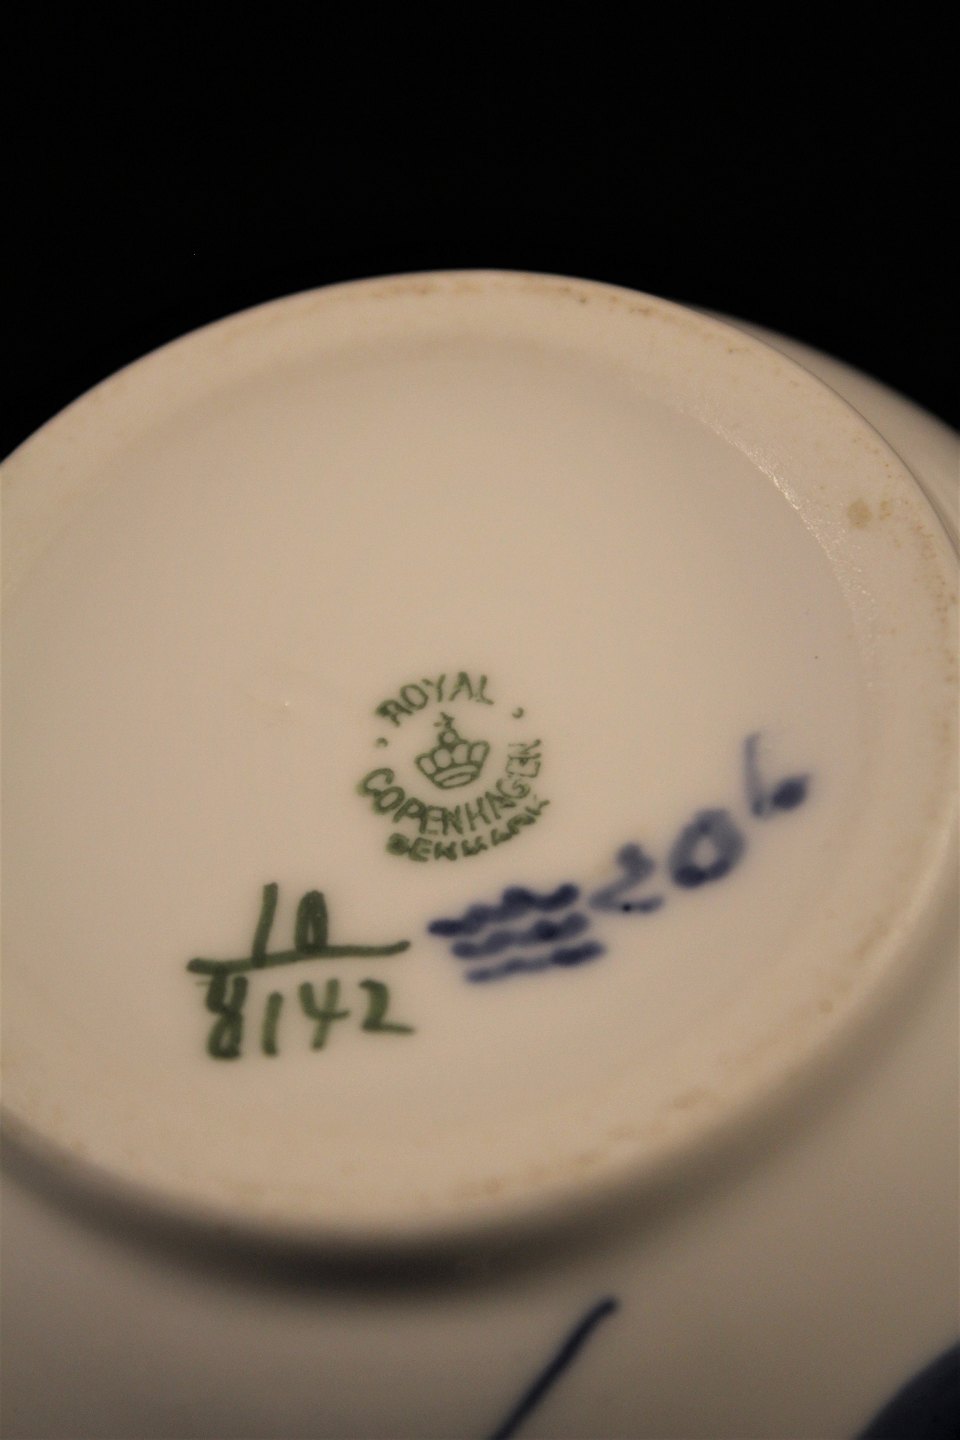 ROYAL
COPENHAGEN
DENMARK
206
10
8142